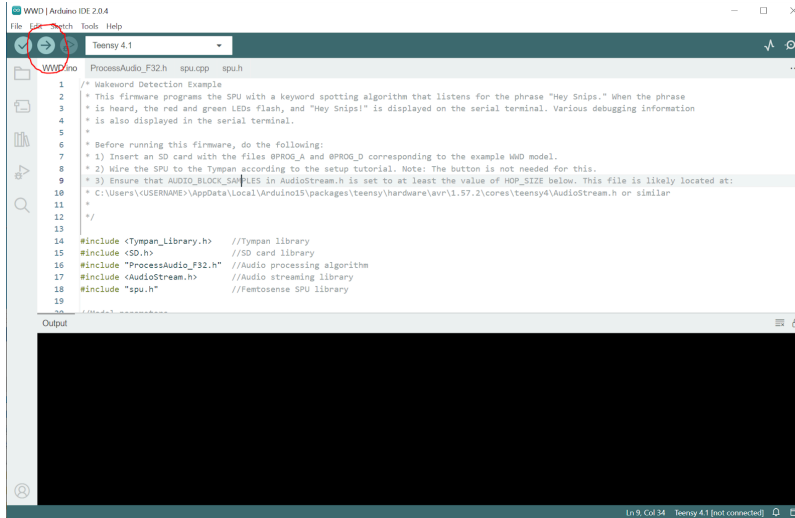 WWD | Arduino IDE 2.0.4
File Edit Sketch Tools Help
Teensy 4.1
WWD.ino ProcessAudio_F32.h spu.cpp spu.h
1 /* Wakeword Detection Example
2 * This firmware programs the SPU with a keyword spotting algorithm that listens for the phrase "Hey Snips." When the phrase
3 * is heard, the red and green LEDs flash, and "Hey Snips!" is displayed on the serial terminal. Various debugging information
4 * is also displayed in the serial terminal.
5 *
6 * Before running this firmware, do the following:
7 * 1) Insert an SD card with the files 0PROG_A and 0PROG_D corresponding to the example WWD model.
8 * 2) Wire the SPU to the Tympan according to the setup tutorial. Note: The button is not needed for this.
9 * 3) Ensure that AUDIO_BLOCK_SAMPLES in AudioStream.h is set to at least the value of HOP_SIZE below. This file is likely located at:
10 * C:\Users\<USERNAME>\AppData\Local\Arduino15\packages\teensy\hardware\avr\1.57.2\cores\teensy4\AudioStream.h or similar
11 *
12 */
13
14 #include <Tympan_Library.h> //Tympan library
15 #include <SD.h> //SD card library
16 #include "ProcessAudio_F32.h" //Audio processing algorithm
17 #include <AudioStream.h> //Audio streaming library
18 #include "spu.h" //Femtosense SPU library
19
20 //Model parameters
Output
Ln 9, Col 34 Teensy 4.1 [not connected]